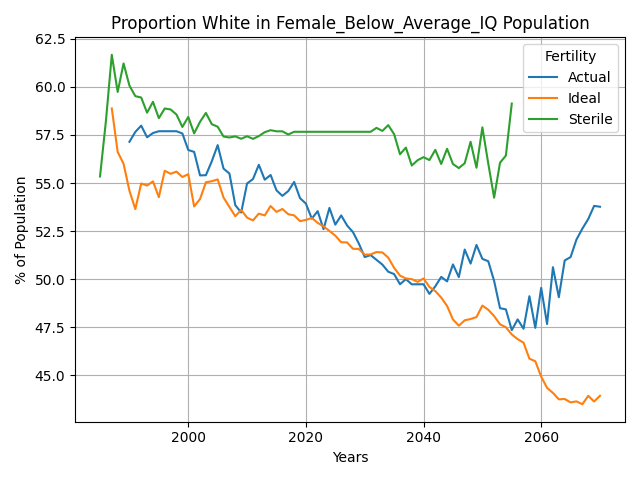 Proportion White in Female_Below_Average_IQ Population
62.5
60.0
57.5
55.0
52.5
50.0
47.5
45.0
% of Population
Fertility
Actual
Ideal
Sterile
2000
2020
2040
2060
Years